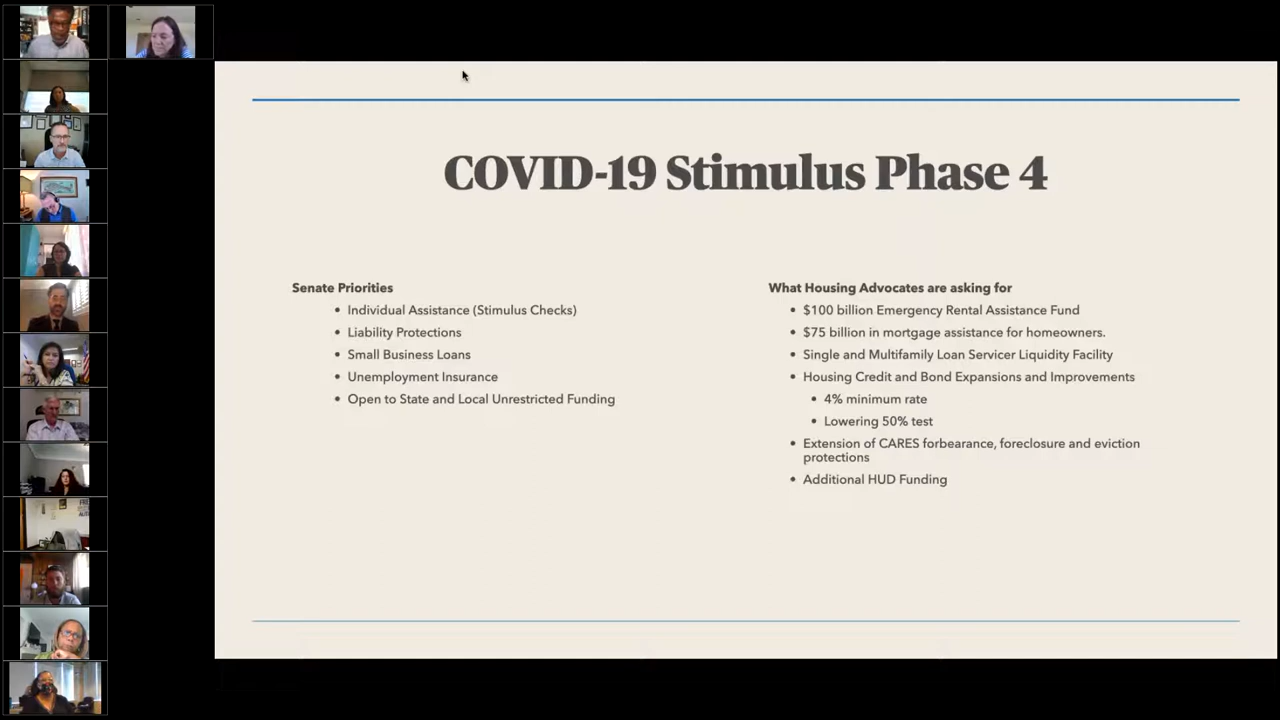 COVID-19 Stimulus Phase 4
Senate Priorities
• Individual Assistance (Stimulus Checks)
• Liability Protections
• Small Business Loans
• Unemployment Insurance
• Open to State and Local Unrestricted Funding
What Housing Advocates are asking for
• $100 billion Emergency Rental Assistance Fund
• $75 billion in mortgage assistance for homeowners.
• Single and Multifamily Loan Servicer Liquidity Facility
• Housing Credit and Bond Expansions and Improvements
• 4% minimum rate
• Lowering 50% test
• Extension of CARES forbearance, foreclosure and eviction
protections
• Additional HUD Funding